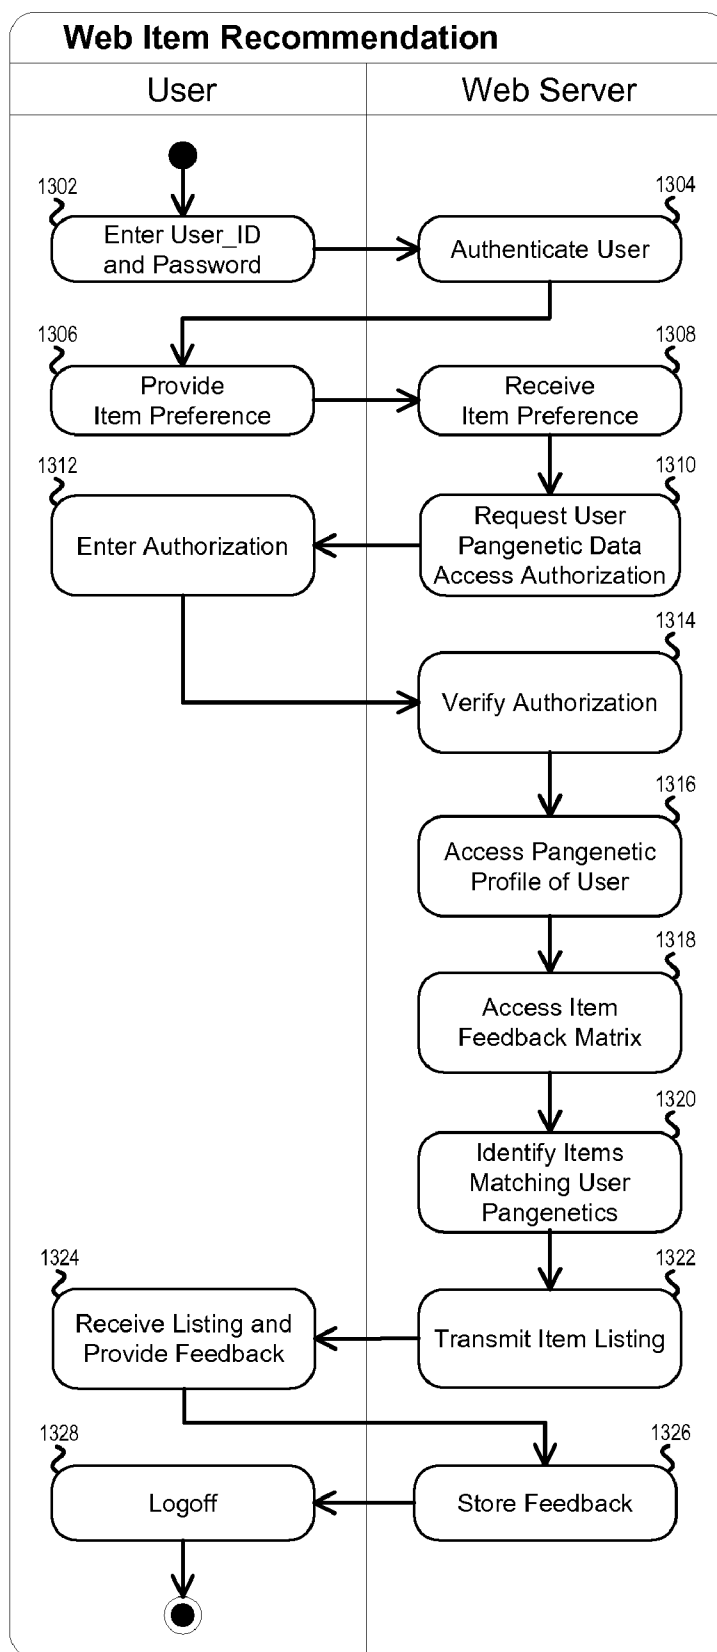 Web Item Recommendation
User
Web Server
1302
Enter User_ID
and Password
1304
Authenticate User
1306
Provide
Item Preference
1308
Receive
Item Preference
1310
Request User
Pangenetic Data
Access Authorization
1312
Enter Authorization
1314
Verify Authorization
1316
Access Pangenetic
Profile of User
1318
Access Item
Feedback Matrix
1320
Identify Items
Matching User
Pangenetics
1322
Transmit Item Listing
1324
Receive Listing and
Provide Feedback
1326
Store Feedback
1328
Logoff